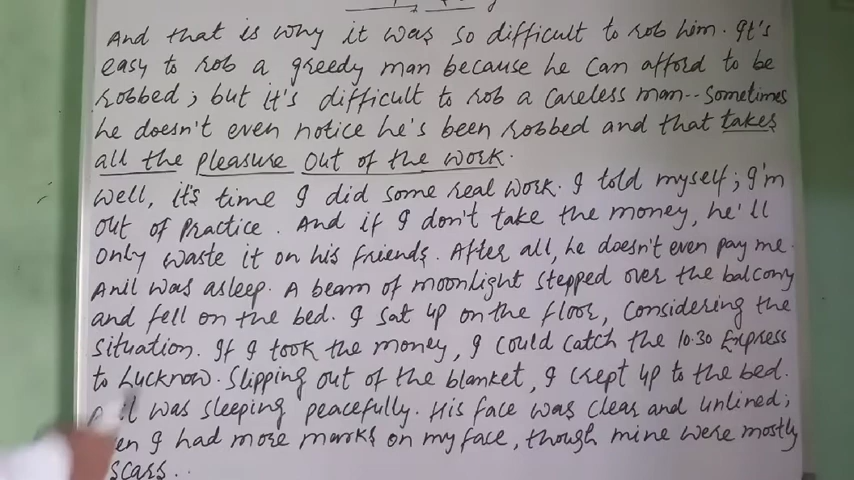 And that is why it was so difficult to rob him. It's
easy to rob a greedy man because he can afford to be
robbed; but it's difficult to rob a careless man-- sometimes
he doesn't even notice he's been robbed and that takes
all the pleasure out of the work.
Well, it's time I did some real work. I told myself; I'm
out of practice. And if I don't take the money, he'll
only waste it on his friends. After all, he doesn't even pay me.
Anil was asleep. A beam of moonlight stepped over the balcony
and fell on the bed. I sat up on the floor, considering the
situation. If I took the money, I could catch the 10.30 Express
to Lucknow. Slipping out of the blanket, I crept up to the bed.
was sleeping peacefully. His face was clear and unlined;
I had more marks on my face, though mine were mostly
scars..